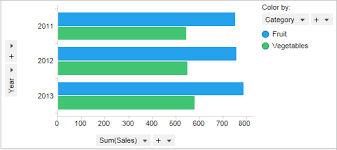 Color by:
Category + 
Fruit
Vegetables
2011
2012
2013
Year +
0 100 200 300 400 500 600 700 800
Sum(Sales) +